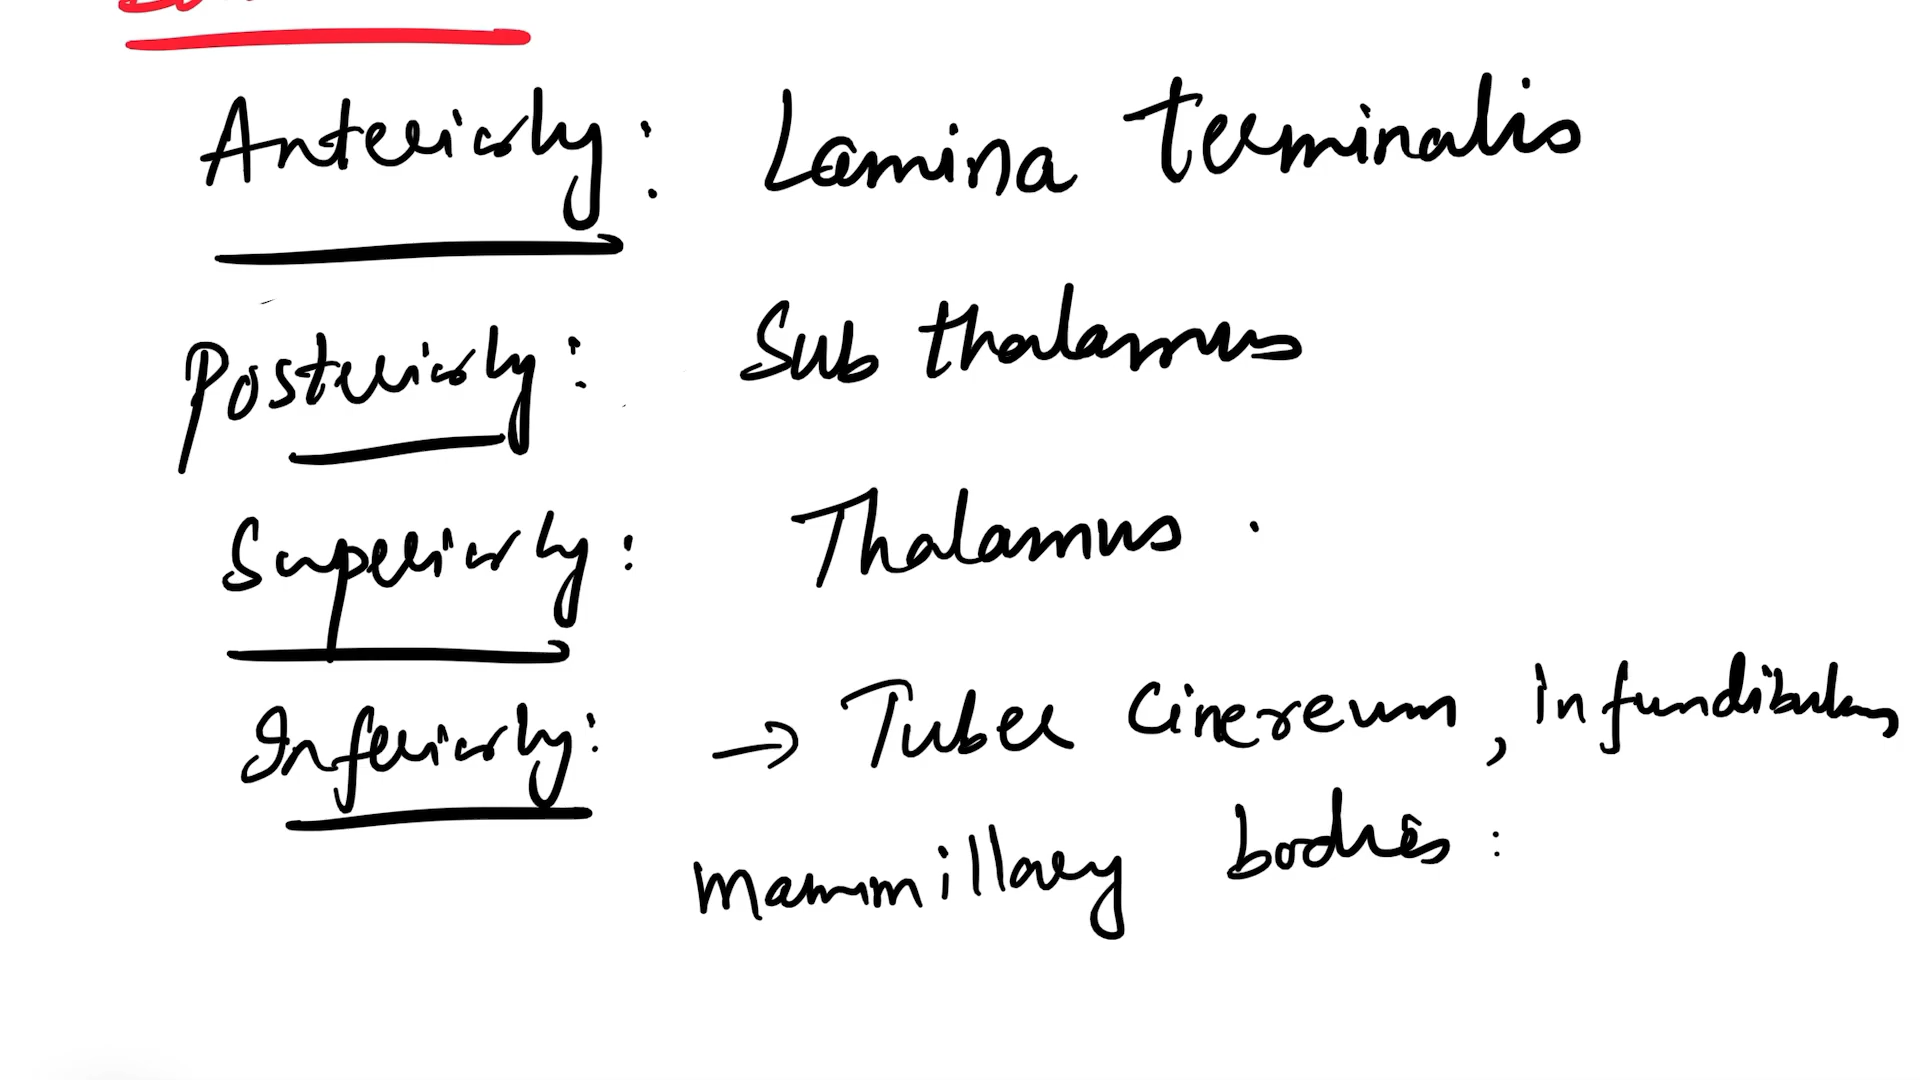 Anteriorly: Lamina terminalis
Posteriorly: Sub thalamus
Superiorly: Thalamus.
Inferiorly: → Tuber Cinereum, infundibulum
mammillary bodies: